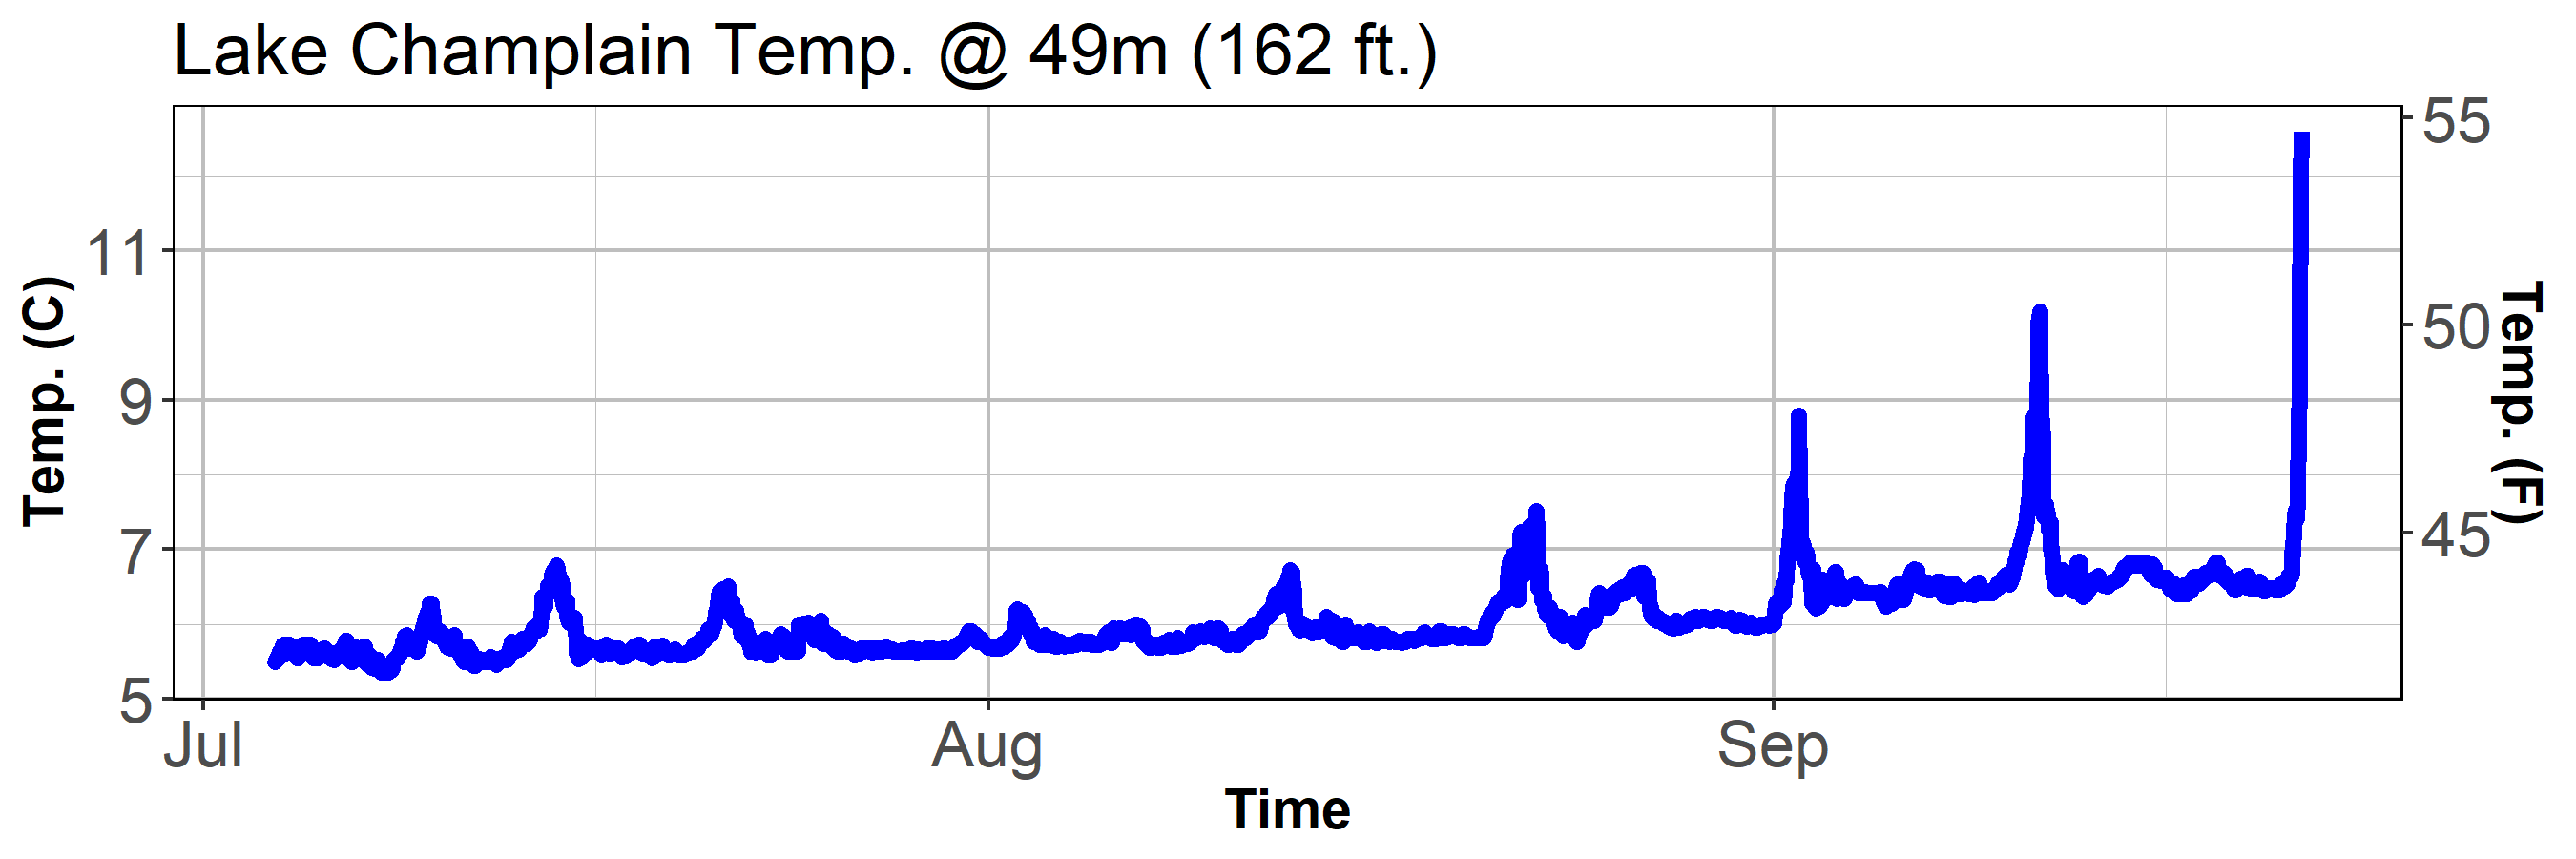 Lake Champlain Temp. @ 49m (162 ft.)
Temp. (C)
11
9
7
5
55
50
45
Temp. (F)
Jul Aug Sep
Time